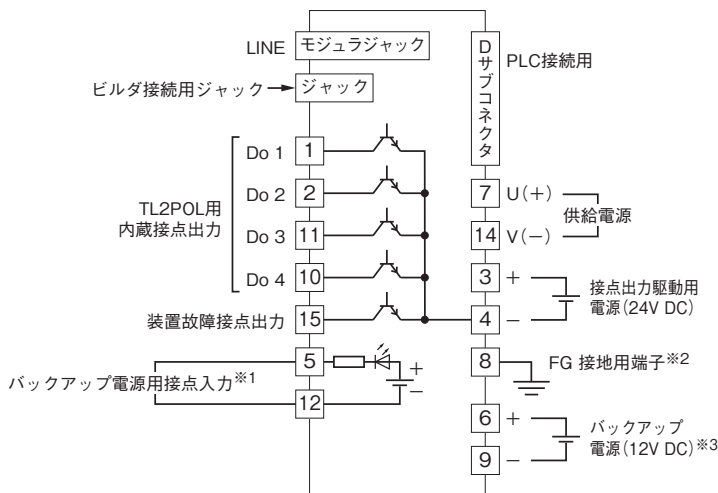 LINE
モジュラジャック
ビルダ接続用ジャック
ジャック
Dサブコネクタ
PLC接続用
TL2POL用
内蔵接点出力
Do 1
1
Do 2
2
Do 3
11
Do 4
10
装置故障接点出力
15
バックアップ電源用接点入力※1
5
+
−
12
7
U(+)
14
V(−)
供給電源
3
+
4
−
接点出力駆動用
電源(24V DC)
8
FG 接地用端子※2
6
+
9
−
バックアップ
電源(12V DC)※3